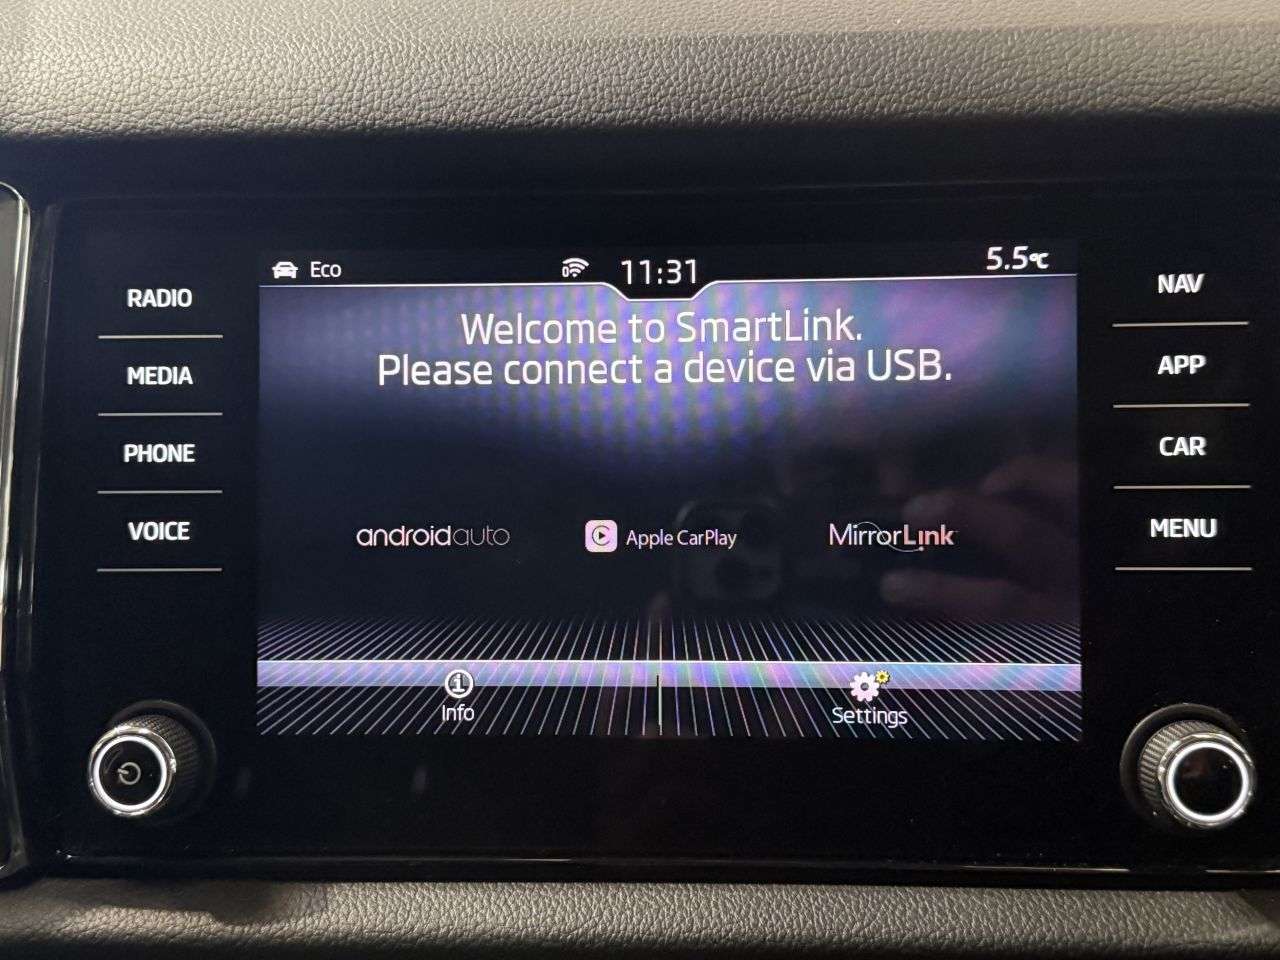 Eco
0
11:31
5.5°C
Welcome to SmartLink.
Please connect a device via USB.
androidauto
Apple CarPlay
MirrorLink
Info
Settings
RADIO
MEDIA
PHONE
VOICE
NAV
APP
CAR
MENU